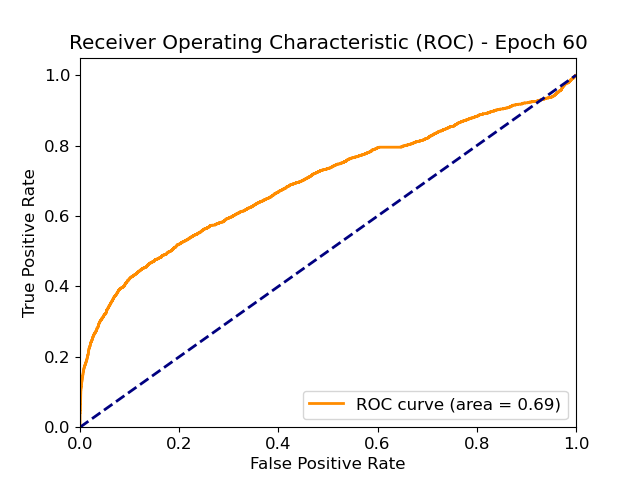 Receiver Operating Characteristic (ROC) - Epoch 60
True Positive Rate
1.0
0.8
0.6
0.4
0.2
0.0
ROC curve (area = 0.69)
0.0 0.2 0.4 0.6 0.8 1.0
False Positive Rate